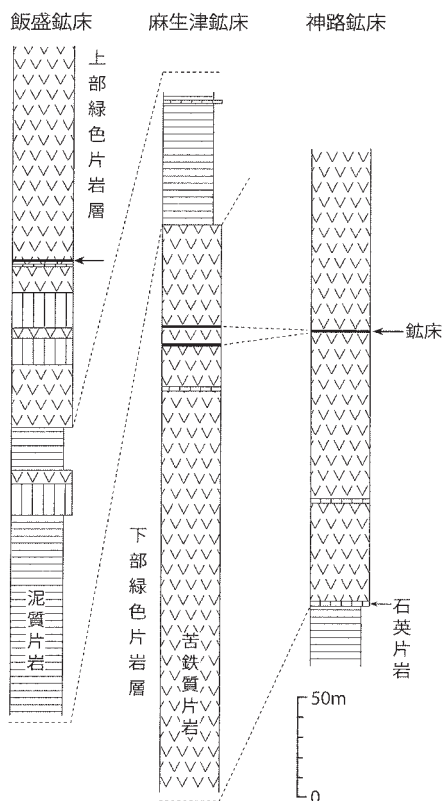 飯盛鉱床
麻生津鉱床
神路鉱床
上部緑色片岩層
鉱床
下部緑色片岩層
泥質片岩
苦鉄質片岩
石英片岩
50m
0